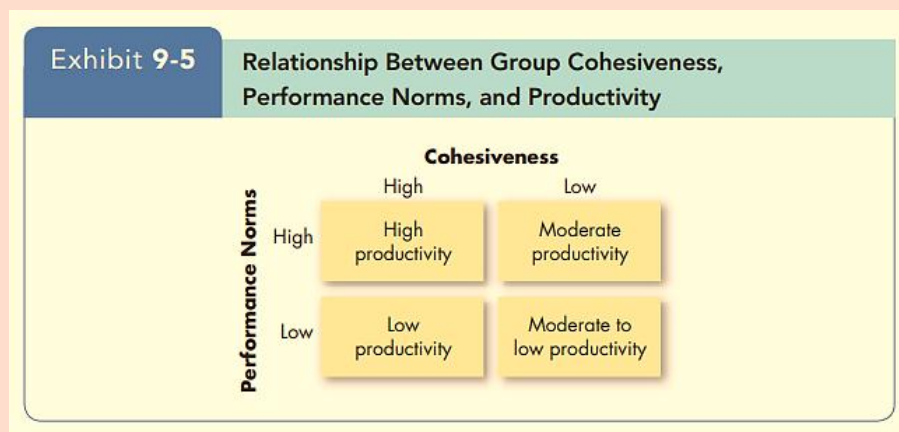 Exhibit 9-5
Relationship Between Group Cohesiveness,
Performance Norms, and Productivity
Cohesiveness
High Low
Performance Norms
High
High
productivity
Moderate
productivity
Low
Low
productivity
Moderate to
low productivity